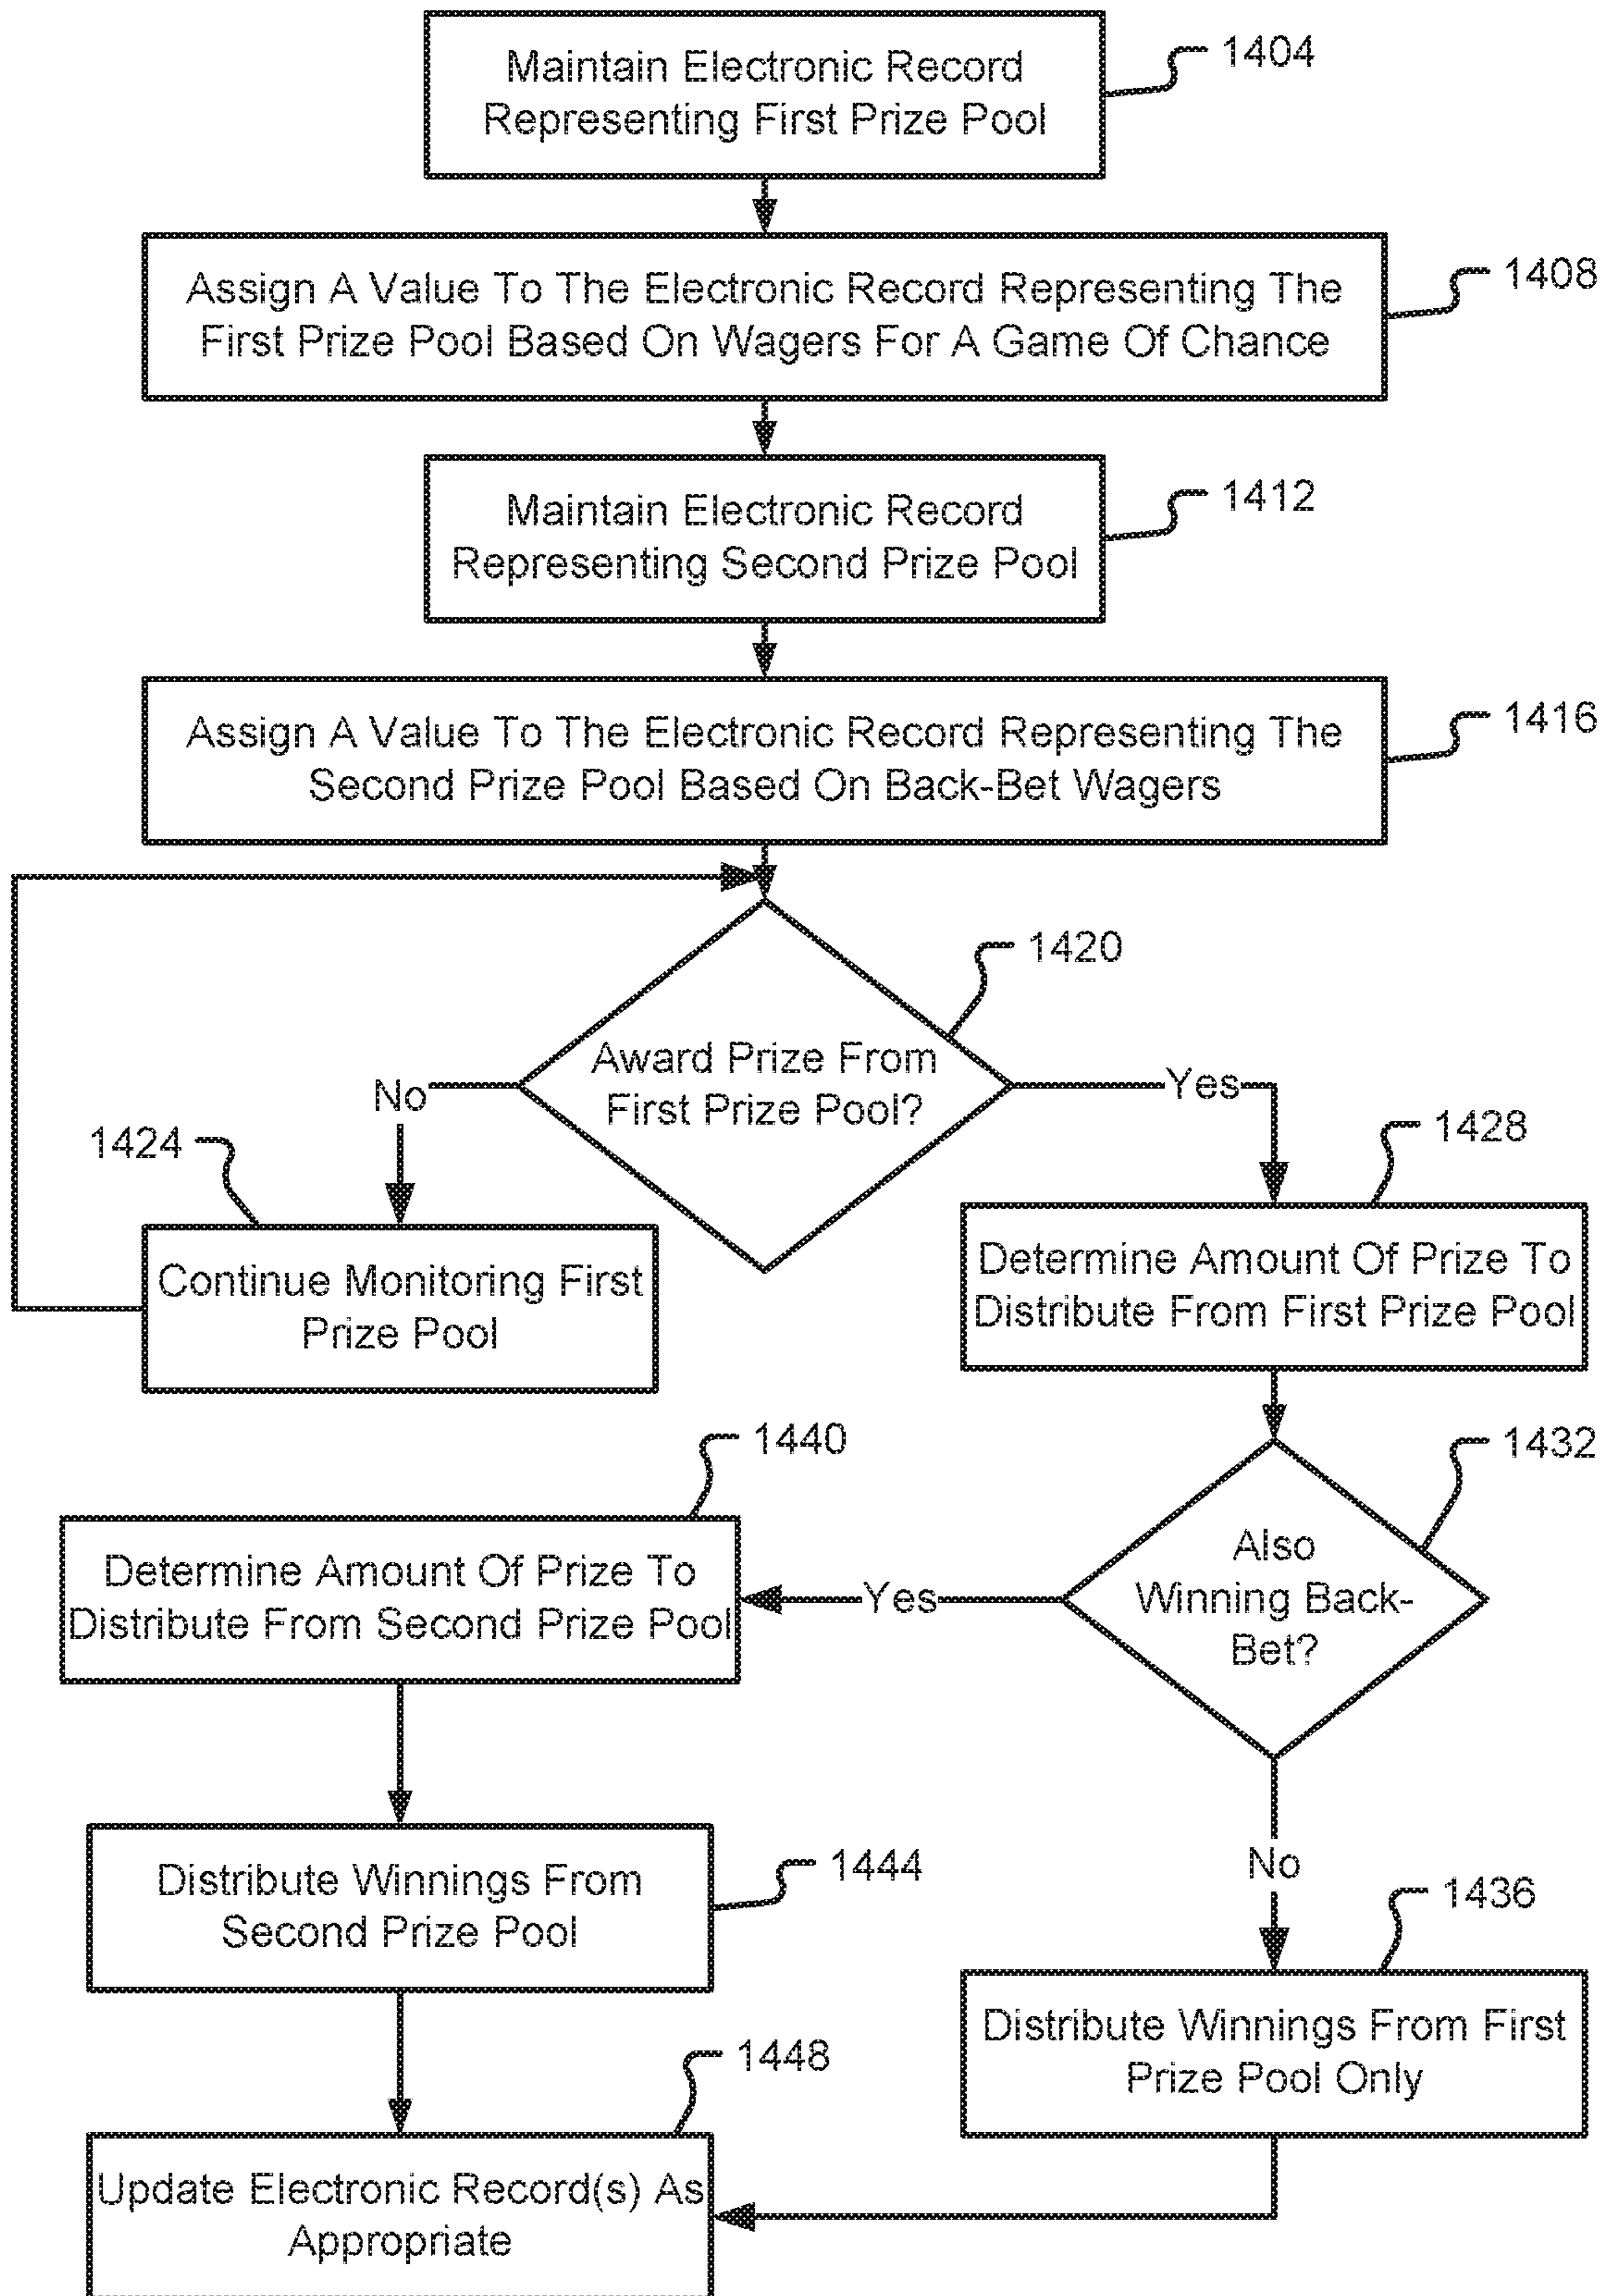 Maintain Electronic Record
Representing First Prize Pool
1404
Assign A Value To The Electronic Record Representing The
First Prize Pool Based On Wagers For A Game Of Chance
1408
Maintain Electronic Record
Representing Second Prize Pool
1412
Assign A Value To The Electronic Record Representing The
Second Prize Pool Based On Back-Bet Wagers
1416
1420
Award Prize From
First Prize Pool?
No
Yes
1424
Continue Monitoring First
Prize Pool
1428
Determine Amount Of Prize To
Distribute From First Prize Pool
1432
Also
Winning Back-
Bet?
Yes
1440
Determine Amount Of Prize To
Distribute From Second Prize Pool
No
1444
Distribute Winnings From
Second Prize Pool
1436
Distribute Winnings From First
Prize Pool Only
1448
Update Electronic Record(s) As
Appropriate